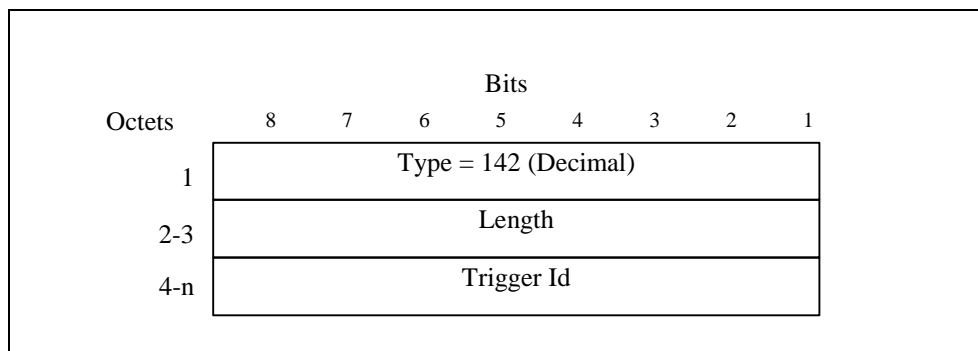 Bits
Octets 8 7 6 5 4 3 2 1
1 Type = 142 (Decimal)
2-3 Length
4-n Trigger Id